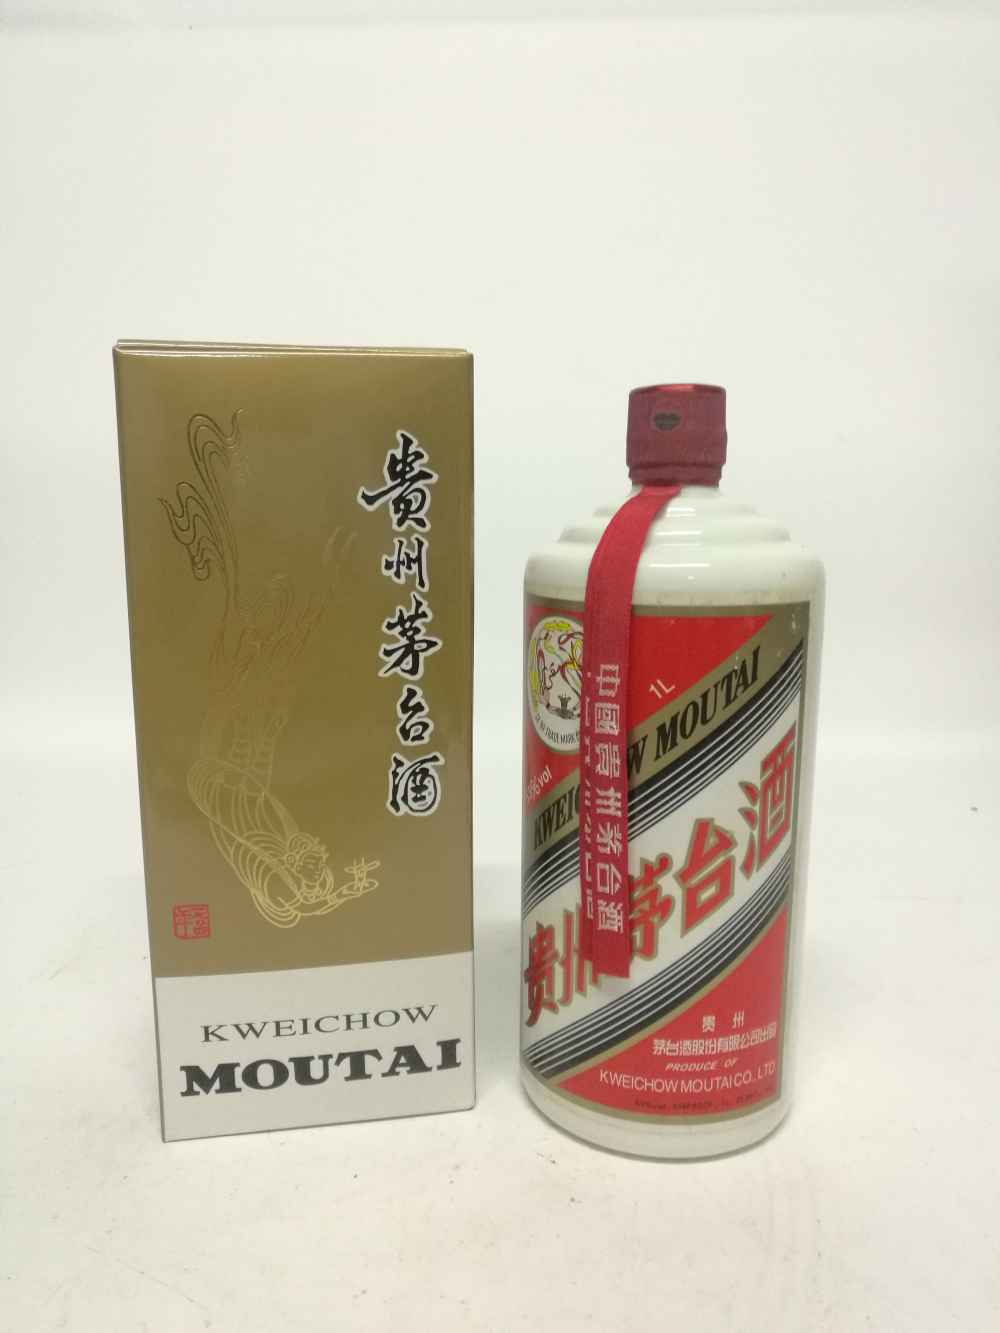 貴州茅台酒
KWEICHOW
MOUTAI
中國贵州茅台酒
1L
53%vol
KWEICHOW MOUTAI
贵州茅台酒
贵州
茅台酒股份有限公司出品
PRODUCE OF
KWEICHOW MOUTAI CO., LTD